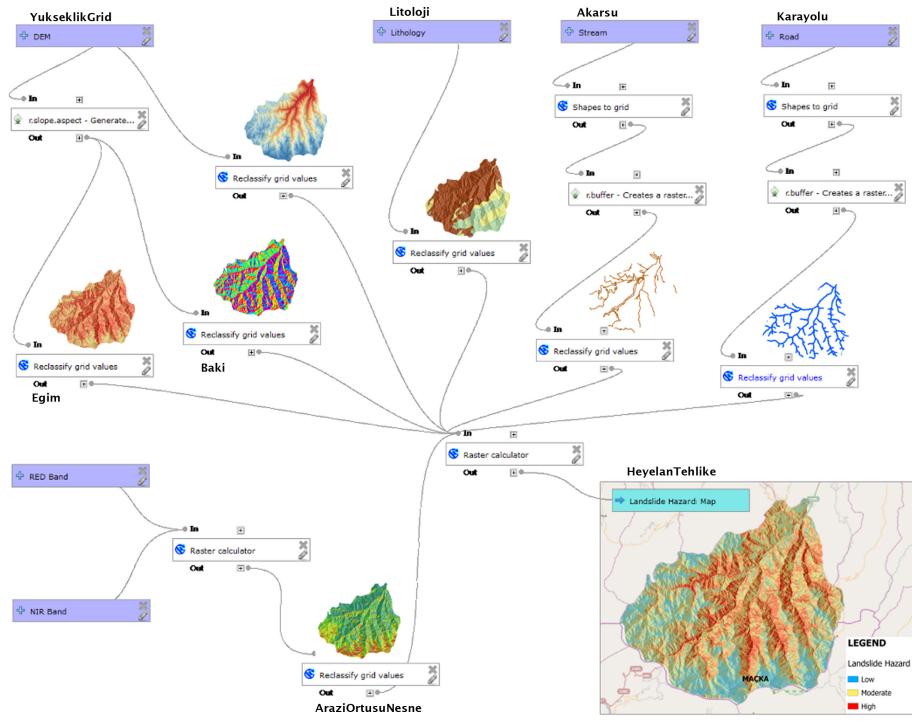 YukseklikGrid
Litoloji
Akarsu
Karayolu
DEM
Lithology
Stream
Road
In
In
In
r.slope.aspect - Generate...
Shapes to grid
Shapes to grid
Out
Out
Out
In
Reclassify grid values
Out
In
r.buffer - Creates a raster...
Out
In
r.buffer - Creates a raster...
Out
In
Reclassify grid values
Out
In
Reclassify grid values
Out
Egim
In
Reclassify grid values
Out
Baki
In
Reclassify grid values
Out
In
Reclassify grid values
Out
In
Raster calculator
Out
RED Band
NIR Band
In
Raster calculator
Out
Reclassify grid values
Out
AraziOrtusuNesne
HeyelanTehlike
Landslide Hazardı Map
MAÇKA
LEGEND
Landslide Hazard
Low
Moderate
High